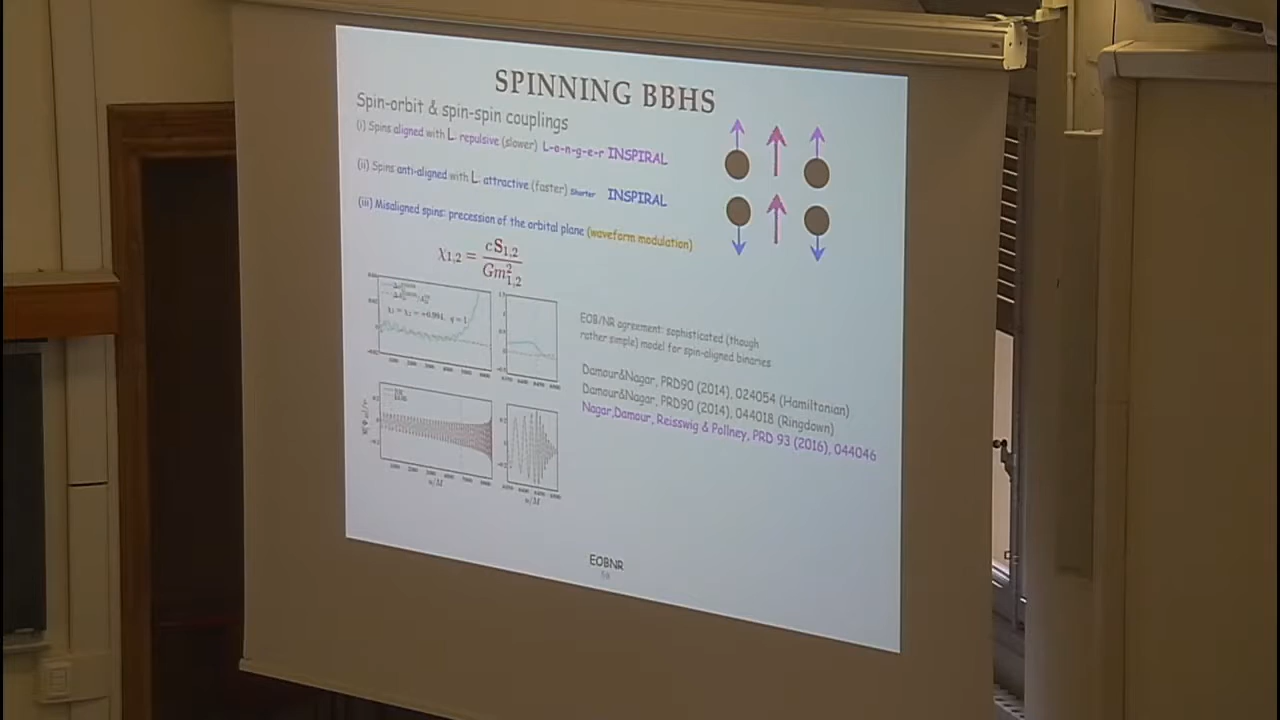 SPINNING BBHS
Spin-orbit & spin-spin couplings
(i) Spins aligned with L: repulsive (slower) L-o-n-g-e-r INSPIRAL
(ii) Spins anti-aligned with L: attractive (faster) shorter INSPIRAL
(iii) Misaligned spins: precession of the orbital plane (waveform modulation)
χ1,2 = cS1,2 / Gm²1,2
q = 1
EOB/NR agreement: sophisticated (though
rather simple) model for spin-aligned binaries
Damour&Nagar, PRD90 (2014), 024054 (Hamiltonian)
Damour&Nagar, PRD90 (2014), 044018 (Ringdown)
Nagar,Damour, Reisswig & Pollney, PRD 93 (2016), 044046
u/M
u/M
EOBNR